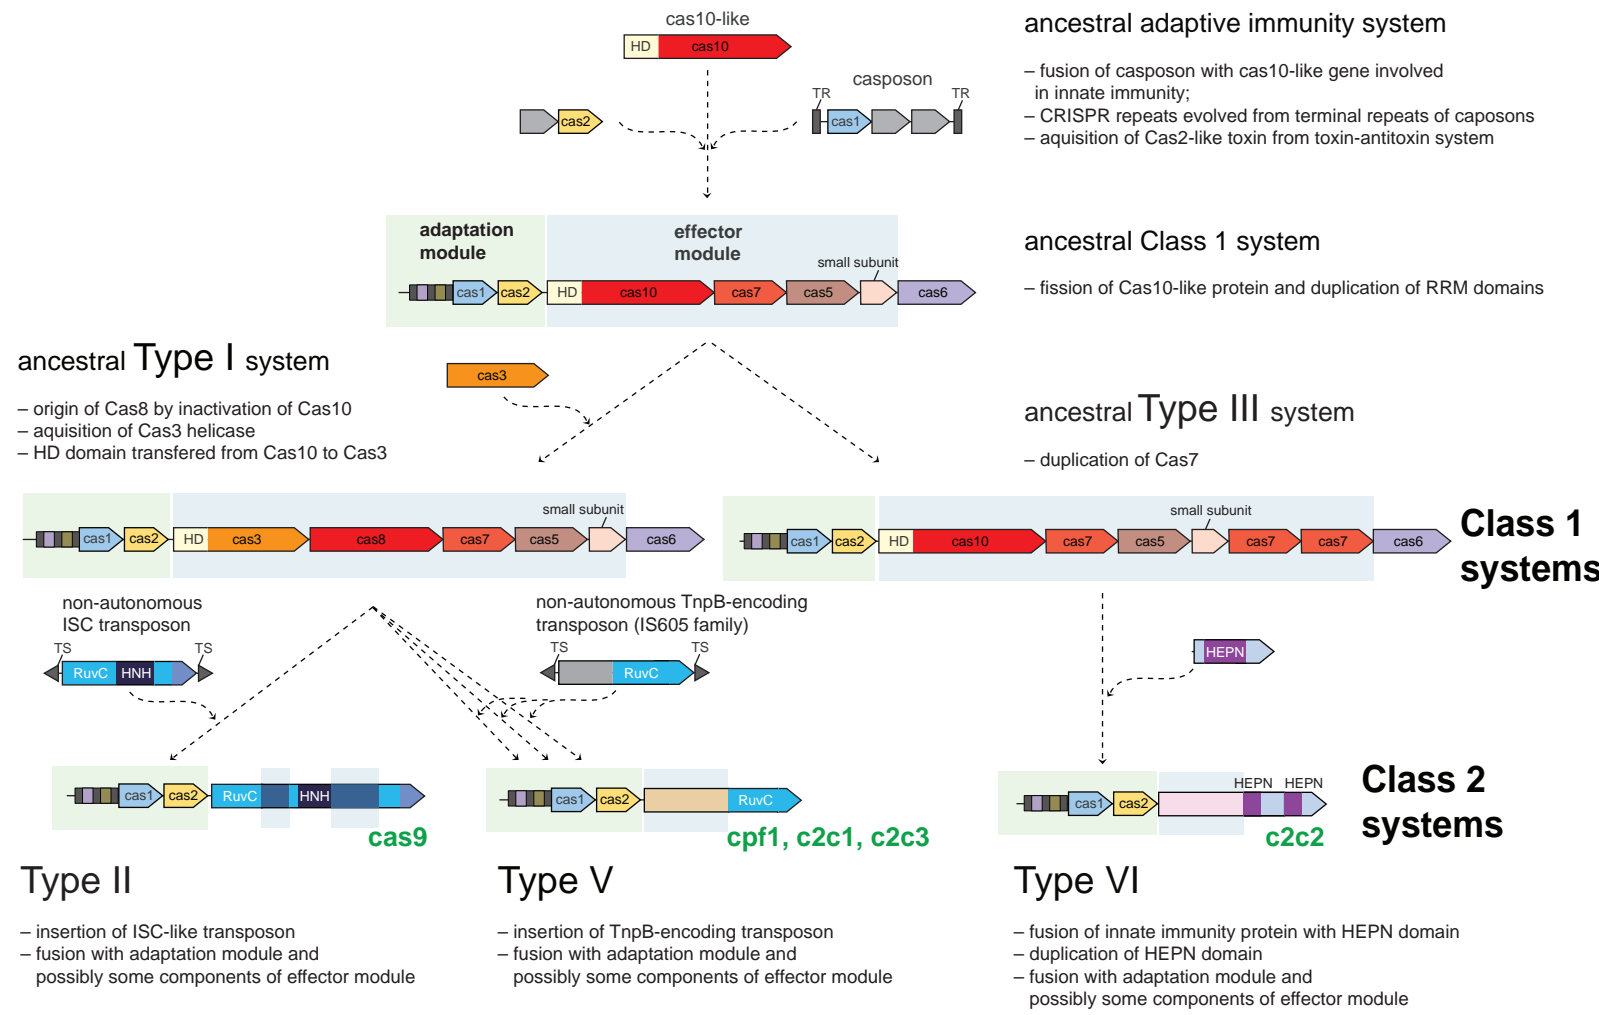 cas10-like
HD cas10
ancestral adaptive immunity system
– fusion of casposon with cas10-like gene involved
in innate immunity;
– CRISPR repeats evolved from terminal repeats of caposons
– aquisition of Cas2-like toxin from toxin-antitoxin system
casposon
TR TR
cas2
cas1
adaptation
module
effector
module
small subunit
cas1 cas2 HD cas10 cas7 cas5 cas6
ancestral Class 1 system
– fission of Cas10-like protein and duplication of RRM domains
ancestral Type I system
– origin of Cas8 by inactivation of Cas10
– aquisition of Cas3 helicase
– HD domain transfered from Cas10 to Cas3
cas3
ancestral Type III system
– duplication of Cas7
small subunit
cas1 cas2 HD cas3 cas8 cas7 cas5 cas6
small subunit
cas1 cas2 HD cas10 cas7 cas5 cas7 cas7 cas6
Class 1
systems
non-autonomous
ISC transposon
TS TS
RuvC HNH
non-autonomous TnpB-encoding
transposon (IS605 family)
TS TS
RuvC
HEPN
cas1 cas2 RuvC HNH
cas9
cas1 cas2 RuvC
cpf1, c2c1, c2c3
HEPN HEPN
cas1 cas2
c2c2
Class 2
systems
Type II
– insertion of ISC-like transposon
– fusion with adaptation module and
possibly some components of effector module
Type V
– insertion of TnpB-encoding transposon
– fusion with adaptation module and
possibly some components of effector module
Type VI
– fusion of innate immunity protein with HEPN domain
– duplication of HEPN domain
– fusion with adaptation module and
possibly some components of effector module